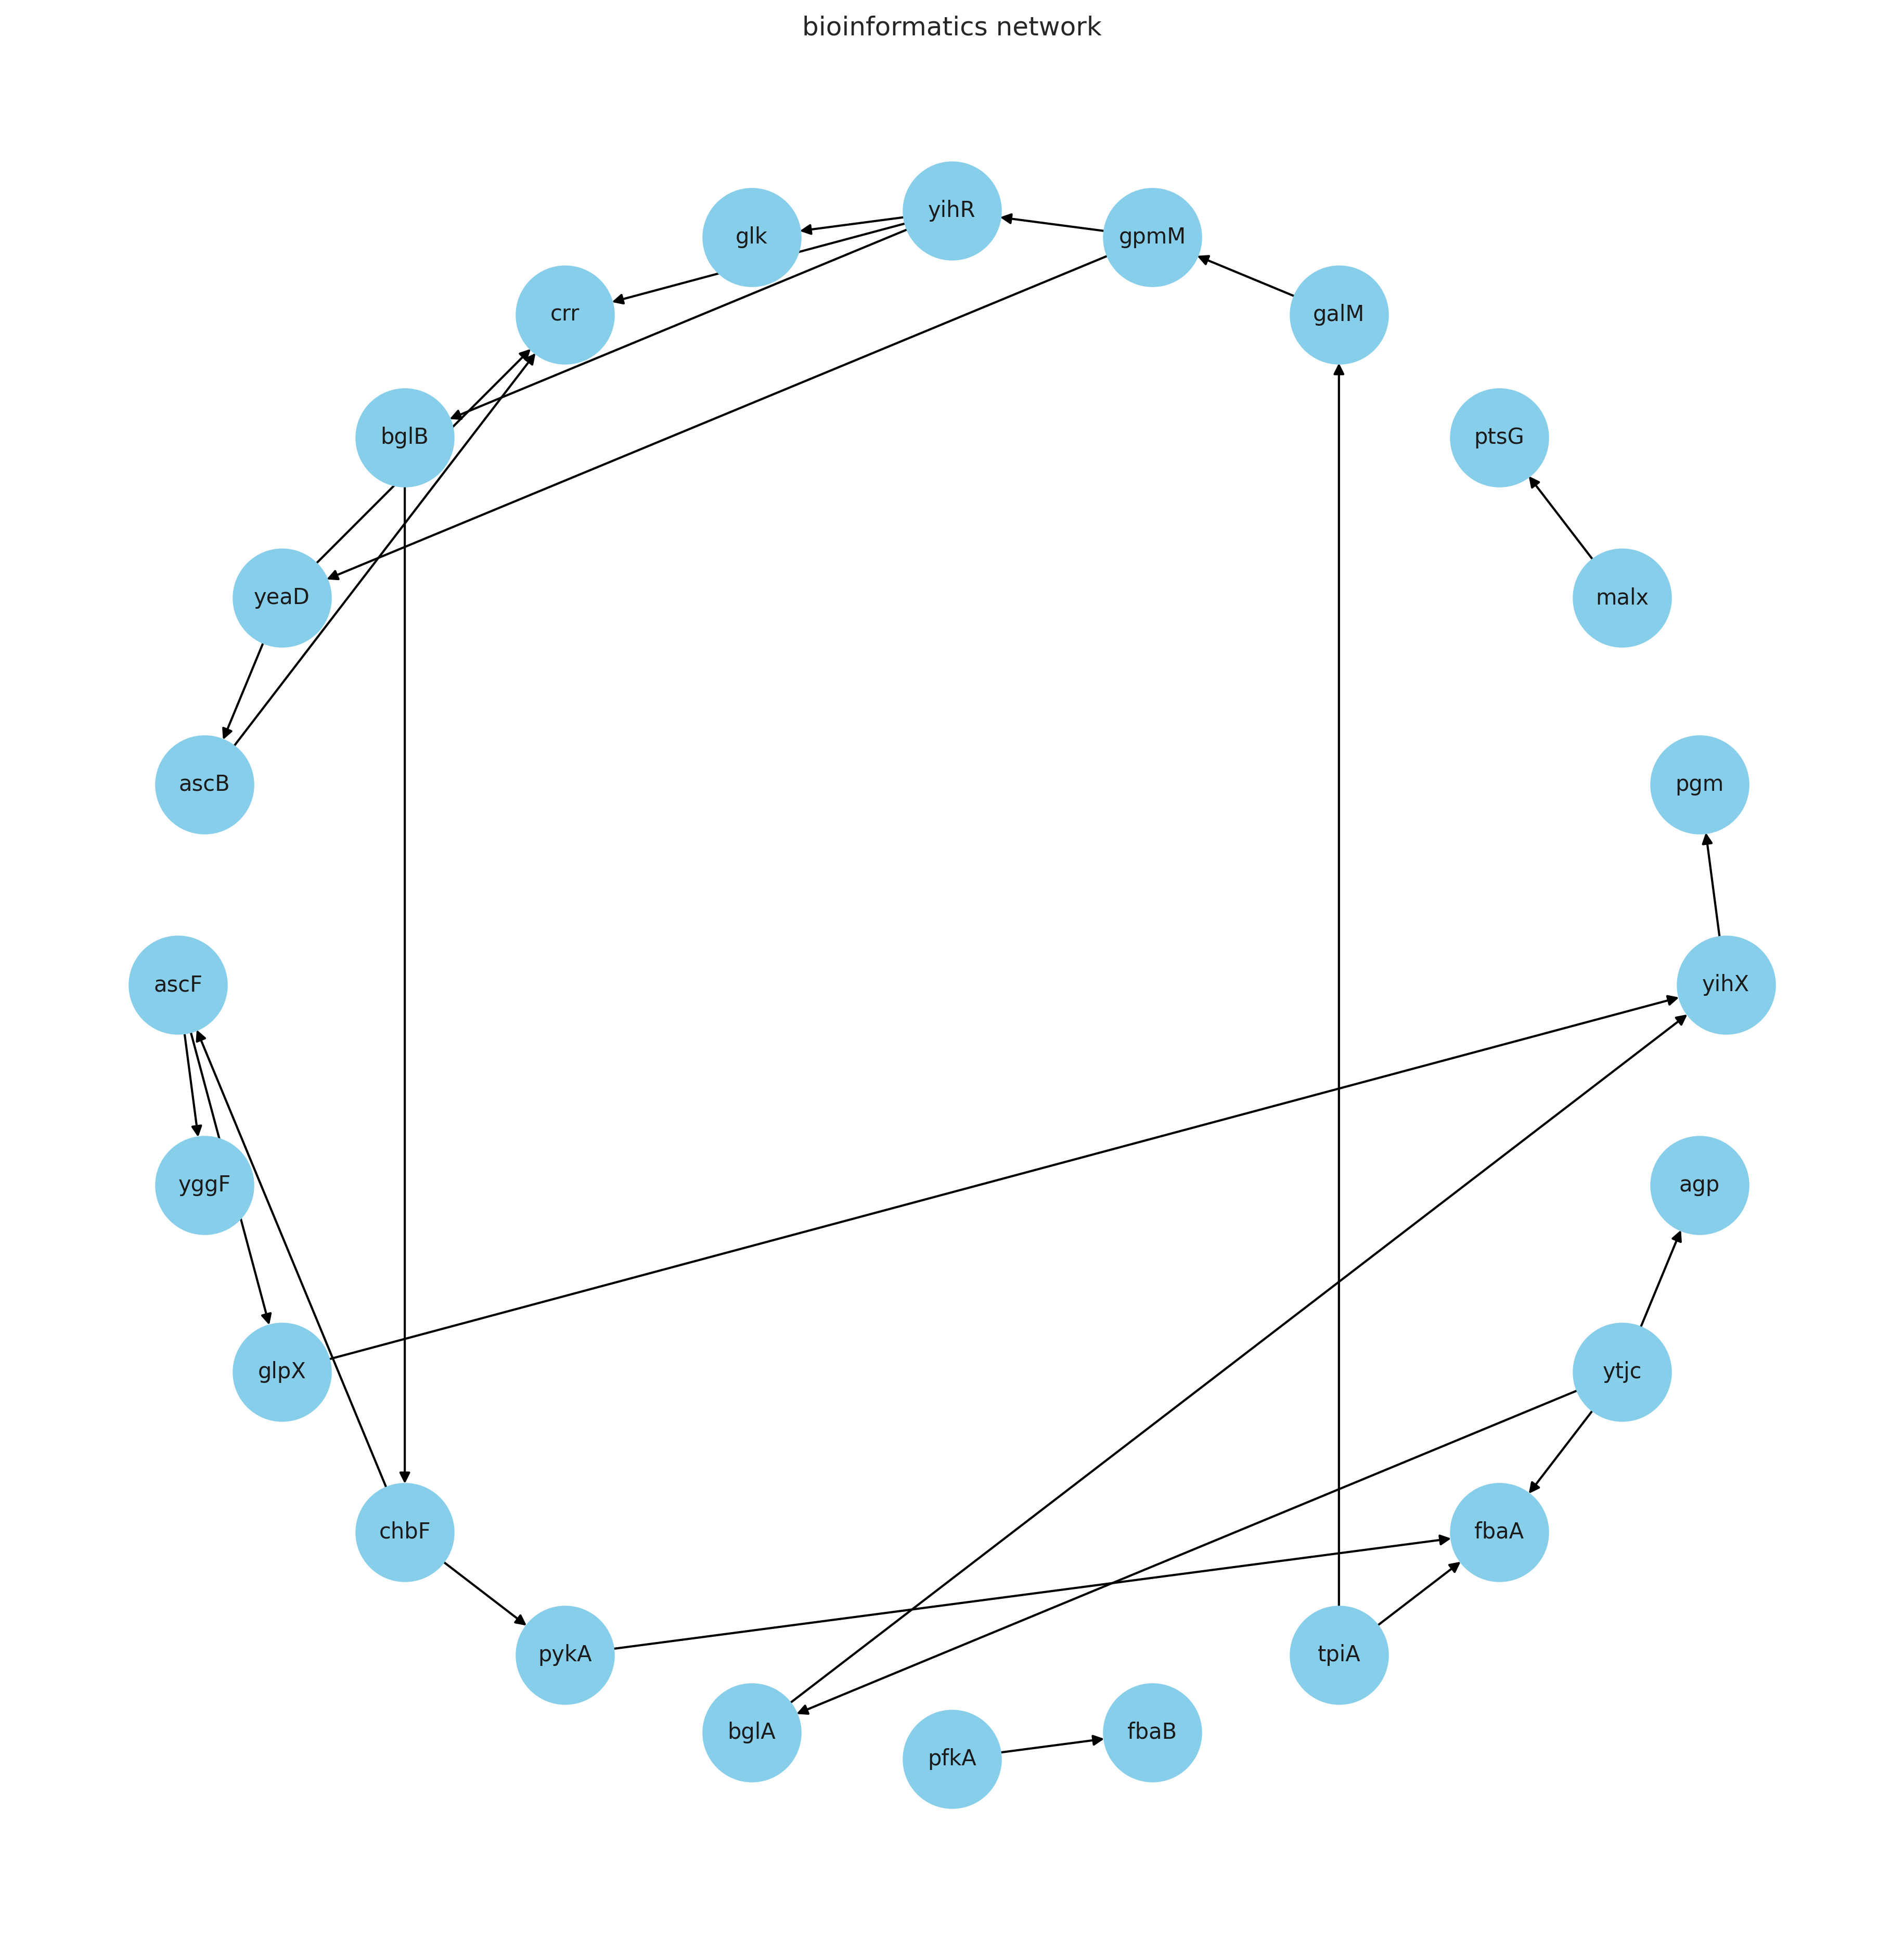 bioinformatics network
yihR
glk
gpmM
crr
galM
bglB
ptsG
yeaD
malx
ascB
pgm
ascF
yihX
yggF
agp
glpX
ytjc
chbF
fbaA
pykA
tpiA
bglA
fbaB
pfkA